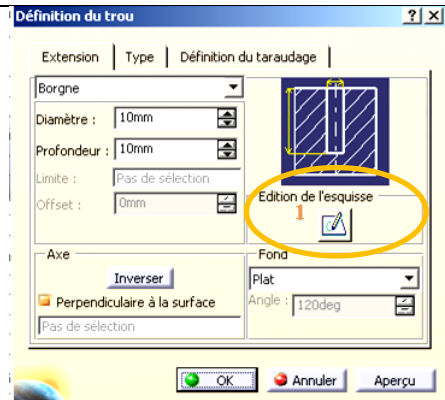 Définition du trou
Extension Type Définition du taraudage
Borgne
Diamètre : 10mm
Profondeur : 10mm
Limite : Pas de sélection
Offset : 0mm
Edition de l'esquisse
1
Axe
Inverser
Perpendiculaire à la surface
Pas de sélection
Fond
Plat
Angle : 120deg
OK Annuler Aperçu